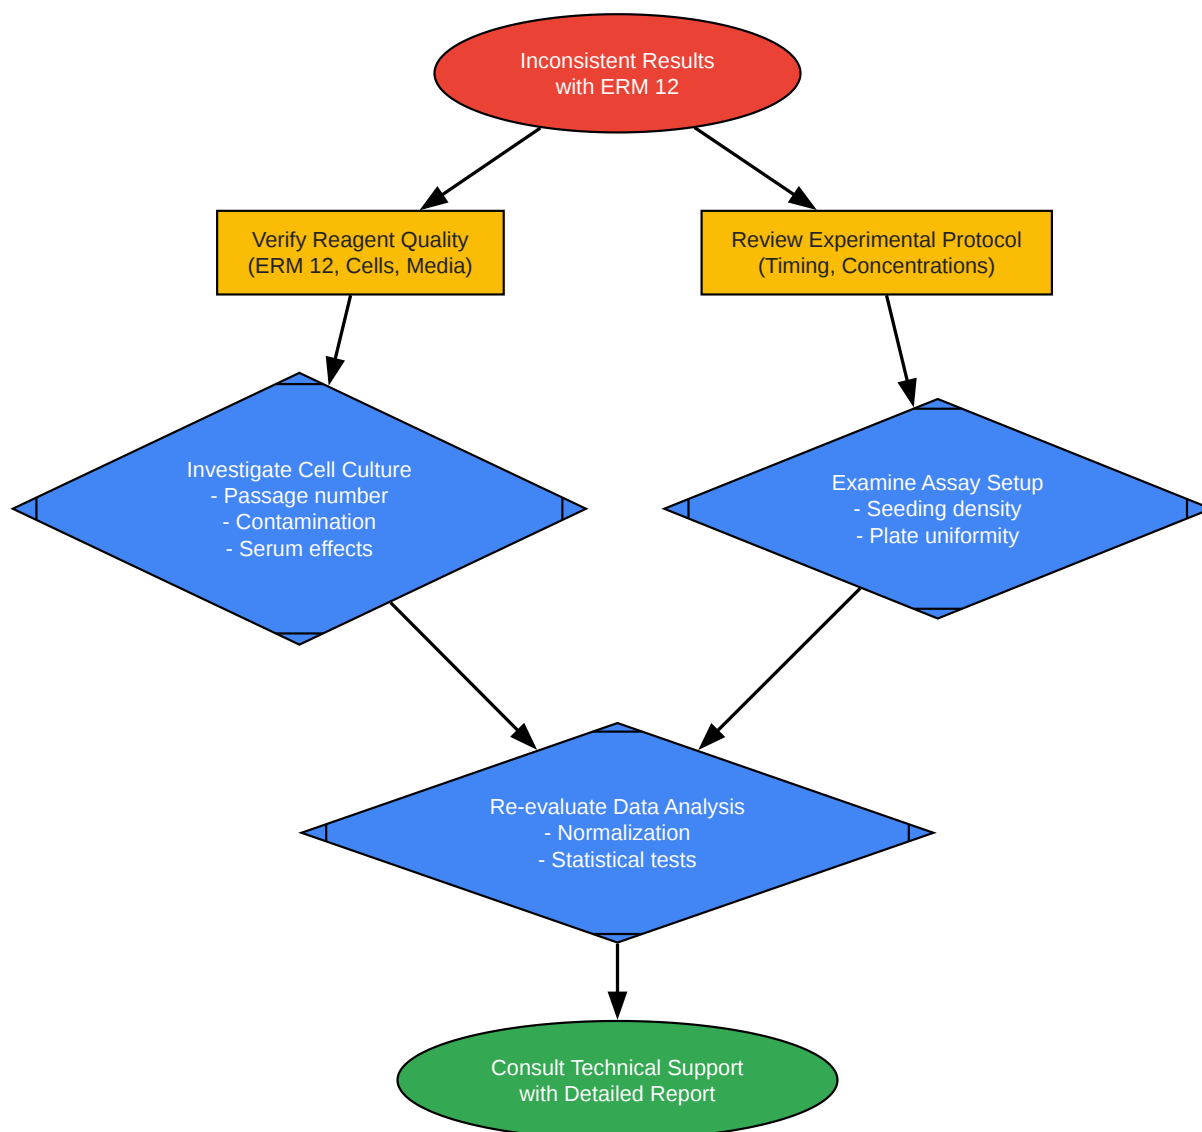 Inconsistent Results
with ERM 12
Verify Reagent Quality
(ERM 12, Cells, Media)
Review Experimental Protocol
(Timing, Concentrations)
Investigate Cell Culture
- Passage number
- Contamination
- Serum effects
Examine Assay Setup
- Seeding density
- Plate uniformity
Re-evaluate Data Analysis
- Normalization
- Statistical tests
Consult Technical Support
with Detailed Report